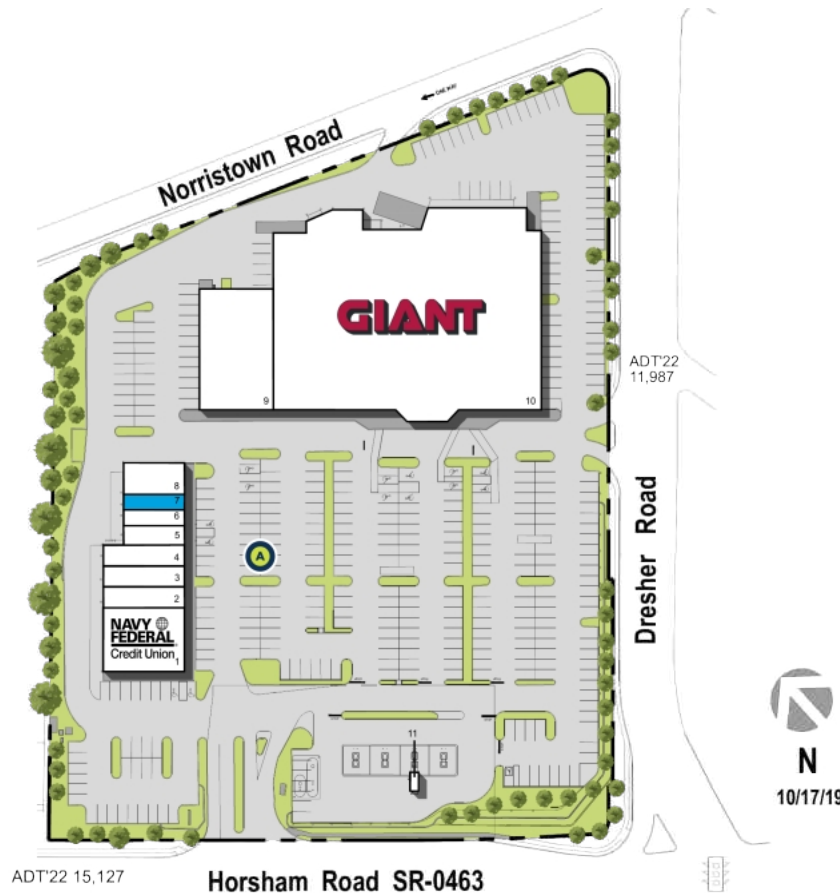 ONE WAY
Norristown Road
GIANT
ADT'22
11,987
9
10
8
7
6
5
4
3
2
A
NAVY
FEDERAL
Credit Union
1
Dresher Road
11
N
10/17/19
ADT'22 15,127
Horsham Road SR-0463